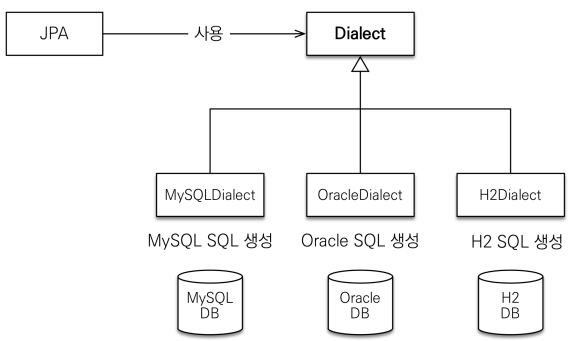 JPA
사용
Dialect
MySQLDialect
OracleDialect
H2Dialect
MySQL SQL 생성
Oracle SQL 생성
H2 SQL 생성
MySQL
DB
Oracle
DB
H2
DB